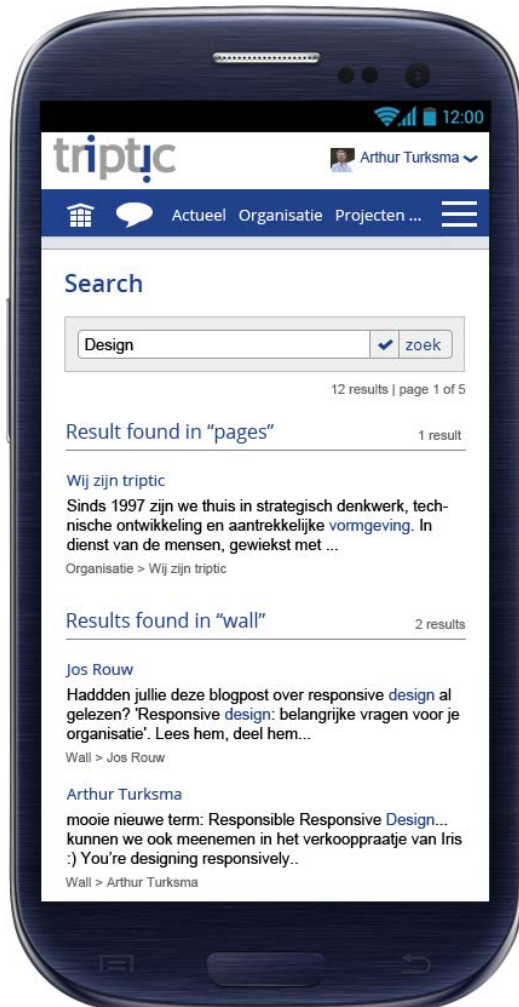 12:00
triptic
Arthur Turksma
Actueel Organisatie Projecten ...
Search
Design
zoek
12 results | page 1 of 5
Result found in “pages”
1 result
Wij zijn triptic
Sinds 1997 zijn we thuis in strategisch denkwerk, tech-
nische ontwikkeling en aantrekkelijke vormgeving. In
dienst van de mensen, gewiekst met ...
Organisatie > Wij zijn triptic
Results found in “wall”
2 results
Jos Rouw
Haddden jullie deze blogpost over responsive design al
gelezen? 'Responsive design: belangrijke vragen voor je
organisatie'. Lees hem, deel hem...
Wall > Jos Rouw
Arthur Turksma
mooie nieuwe term: Responsible Responsive Design...
kunnen we ook meenemen in het verkooppraatje van Iris
:) You’re designing responsively..
Wall > Arthur Turksma